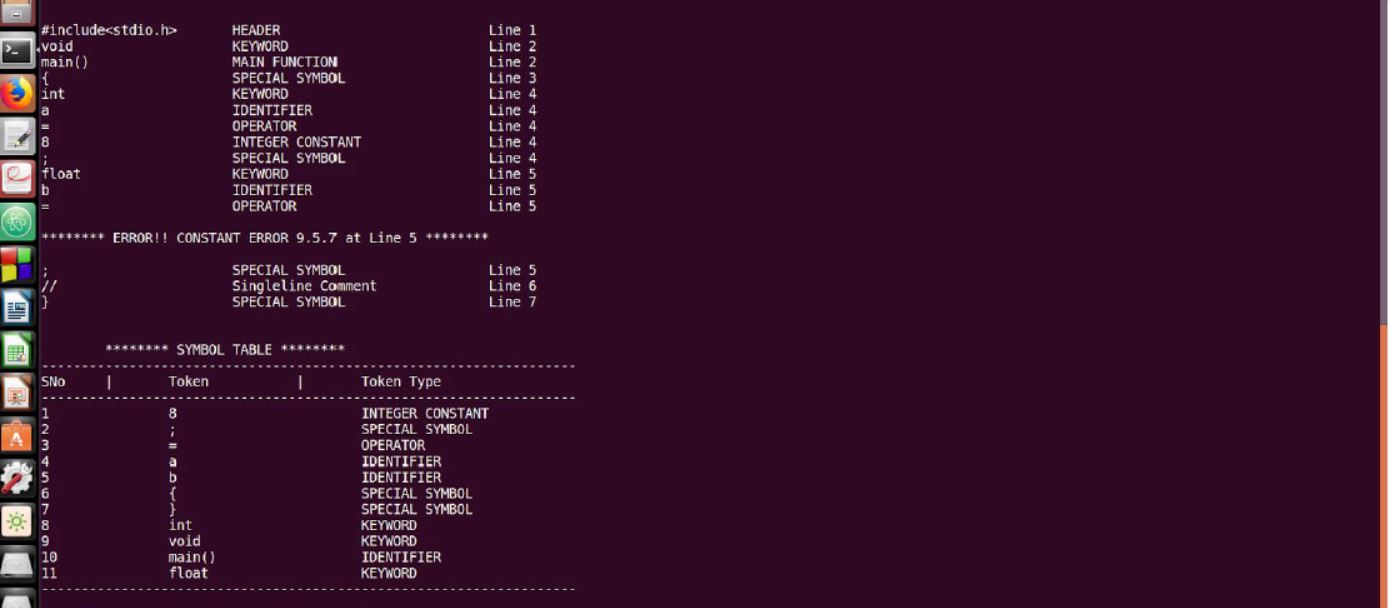 #include<stdio.h> HEADER Line 1
void KEYWORD Line 2
main() MAIN FUNCTION Line 2
{ SPECIAL SYMBOL Line 3
int KEYWORD Line 4
a IDENTIFIER Line 4
= OPERATOR Line 4
8 INTEGER CONSTANT Line 4
; SPECIAL SYMBOL Line 4
float KEYWORD Line 5
b IDENTIFIER Line 5
= OPERATOR Line 5
******** ERROR!! CONSTANT ERROR 9.5.7 at Line 5 ********
; SPECIAL SYMBOL Line 5
// Singleline Comment Line 6
} SPECIAL SYMBOL Line 7
******** SYMBOL TABLE ********
SNo | Token | Token Type
1 8 INTEGER CONSTANT
2 ; SPECIAL SYMBOL
3 = OPERATOR
4 a IDENTIFIER
5 b IDENTIFIER
6 { SPECIAL SYMBOL
7 } SPECIAL SYMBOL
8 int KEYWORD
9 void KEYWORD
10 main() IDENTIFIER
11 float KEYWORD